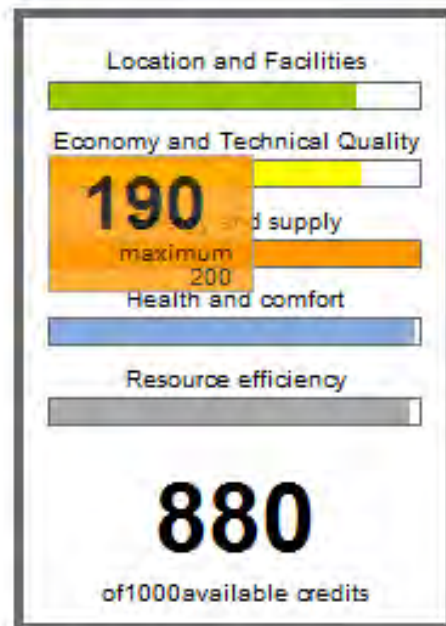 Location and Facilities
Economy and Technical Quality
190
and supply
maximum
200
Health and comfort
Resource efficiency
880
of1000available credits